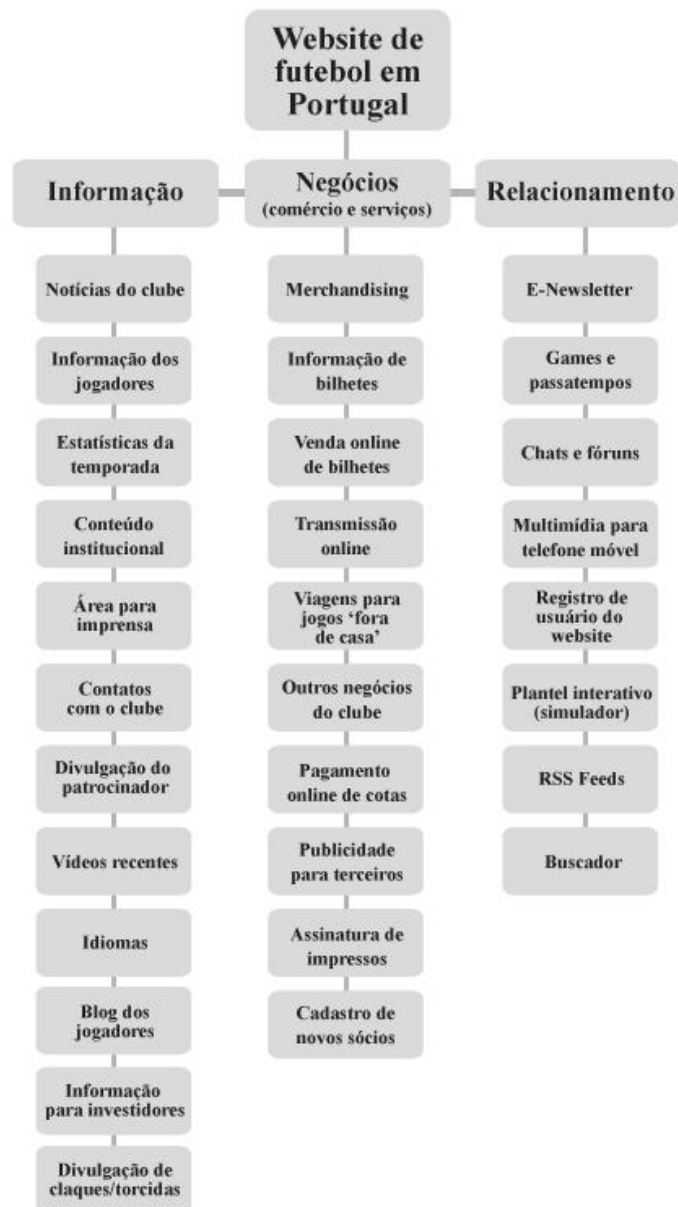 Website de
futebol em
Portugal
Informação
Negócios
(comércio e serviços)
Relacionamento
Notícias do clube
Informação dos
jogadores
Estatísticas da
temporada
Conteúdo
institucional
Área para
imprensa
Contatos
com o clube
Divulgação do
patrocinador
Vídeos recentes
Idiomas
Blog dos
jogadores
Informação
para investidores
Divulgação de
claques/torcidas
Merchandising
Informação de
bilhetes
Venda online
de bilhetes
Transmissão
online
Viagens para
jogos ‘fora
de casa’
Outros negócios
do clube
Pagamento
online de cotas
Publicidade
para terceiros
Assinatura de
impressos
Cadastro de
novos sócios
E-Newsletter
Games e
passatempos
Chats e fóruns
Multimídia para
telefone móvel
Registro de
usuário do
website
Plantel interativo
(simulador)
RSS Feeds
Buscador